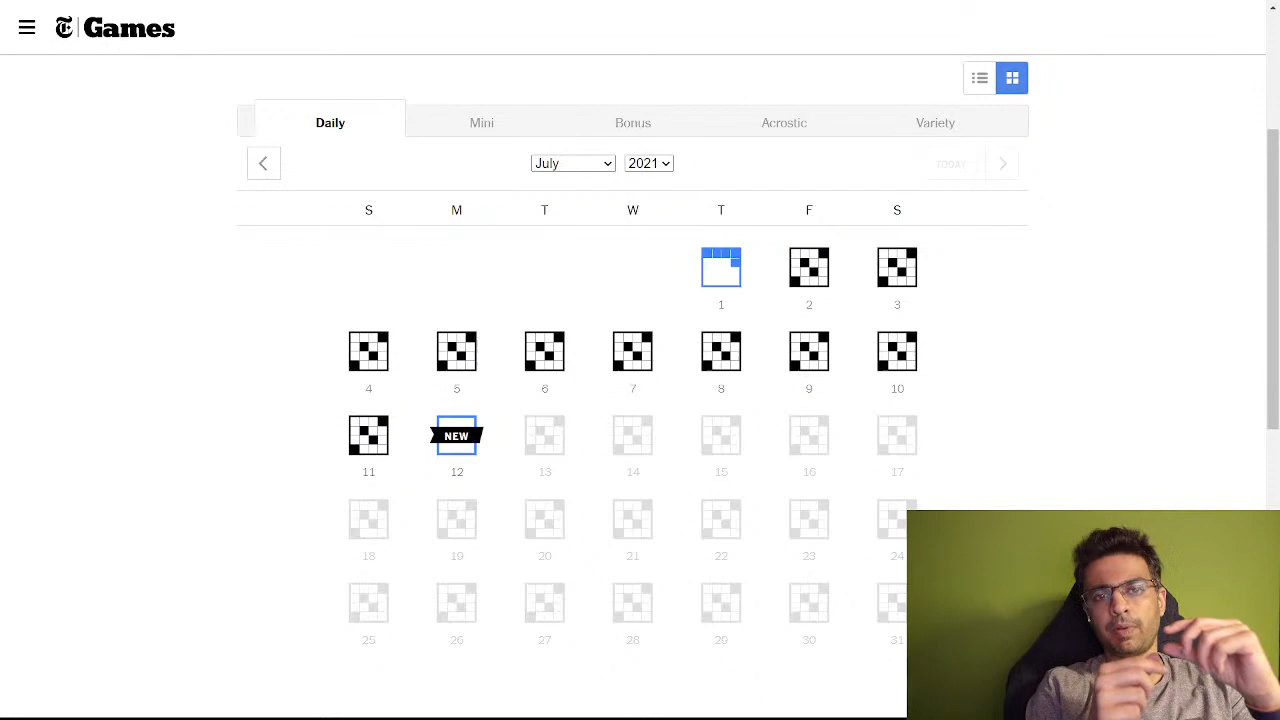 T Games
Daily Mini Bonus Acrostic Variety
July 2021 TODAY
S M T W T F S
1 2 3
4 5 6 7 8 9 10
NEW
11 12 13 14 15 16 17
18 19 20 21 22 23 24
25 26 27 28 29 30 31